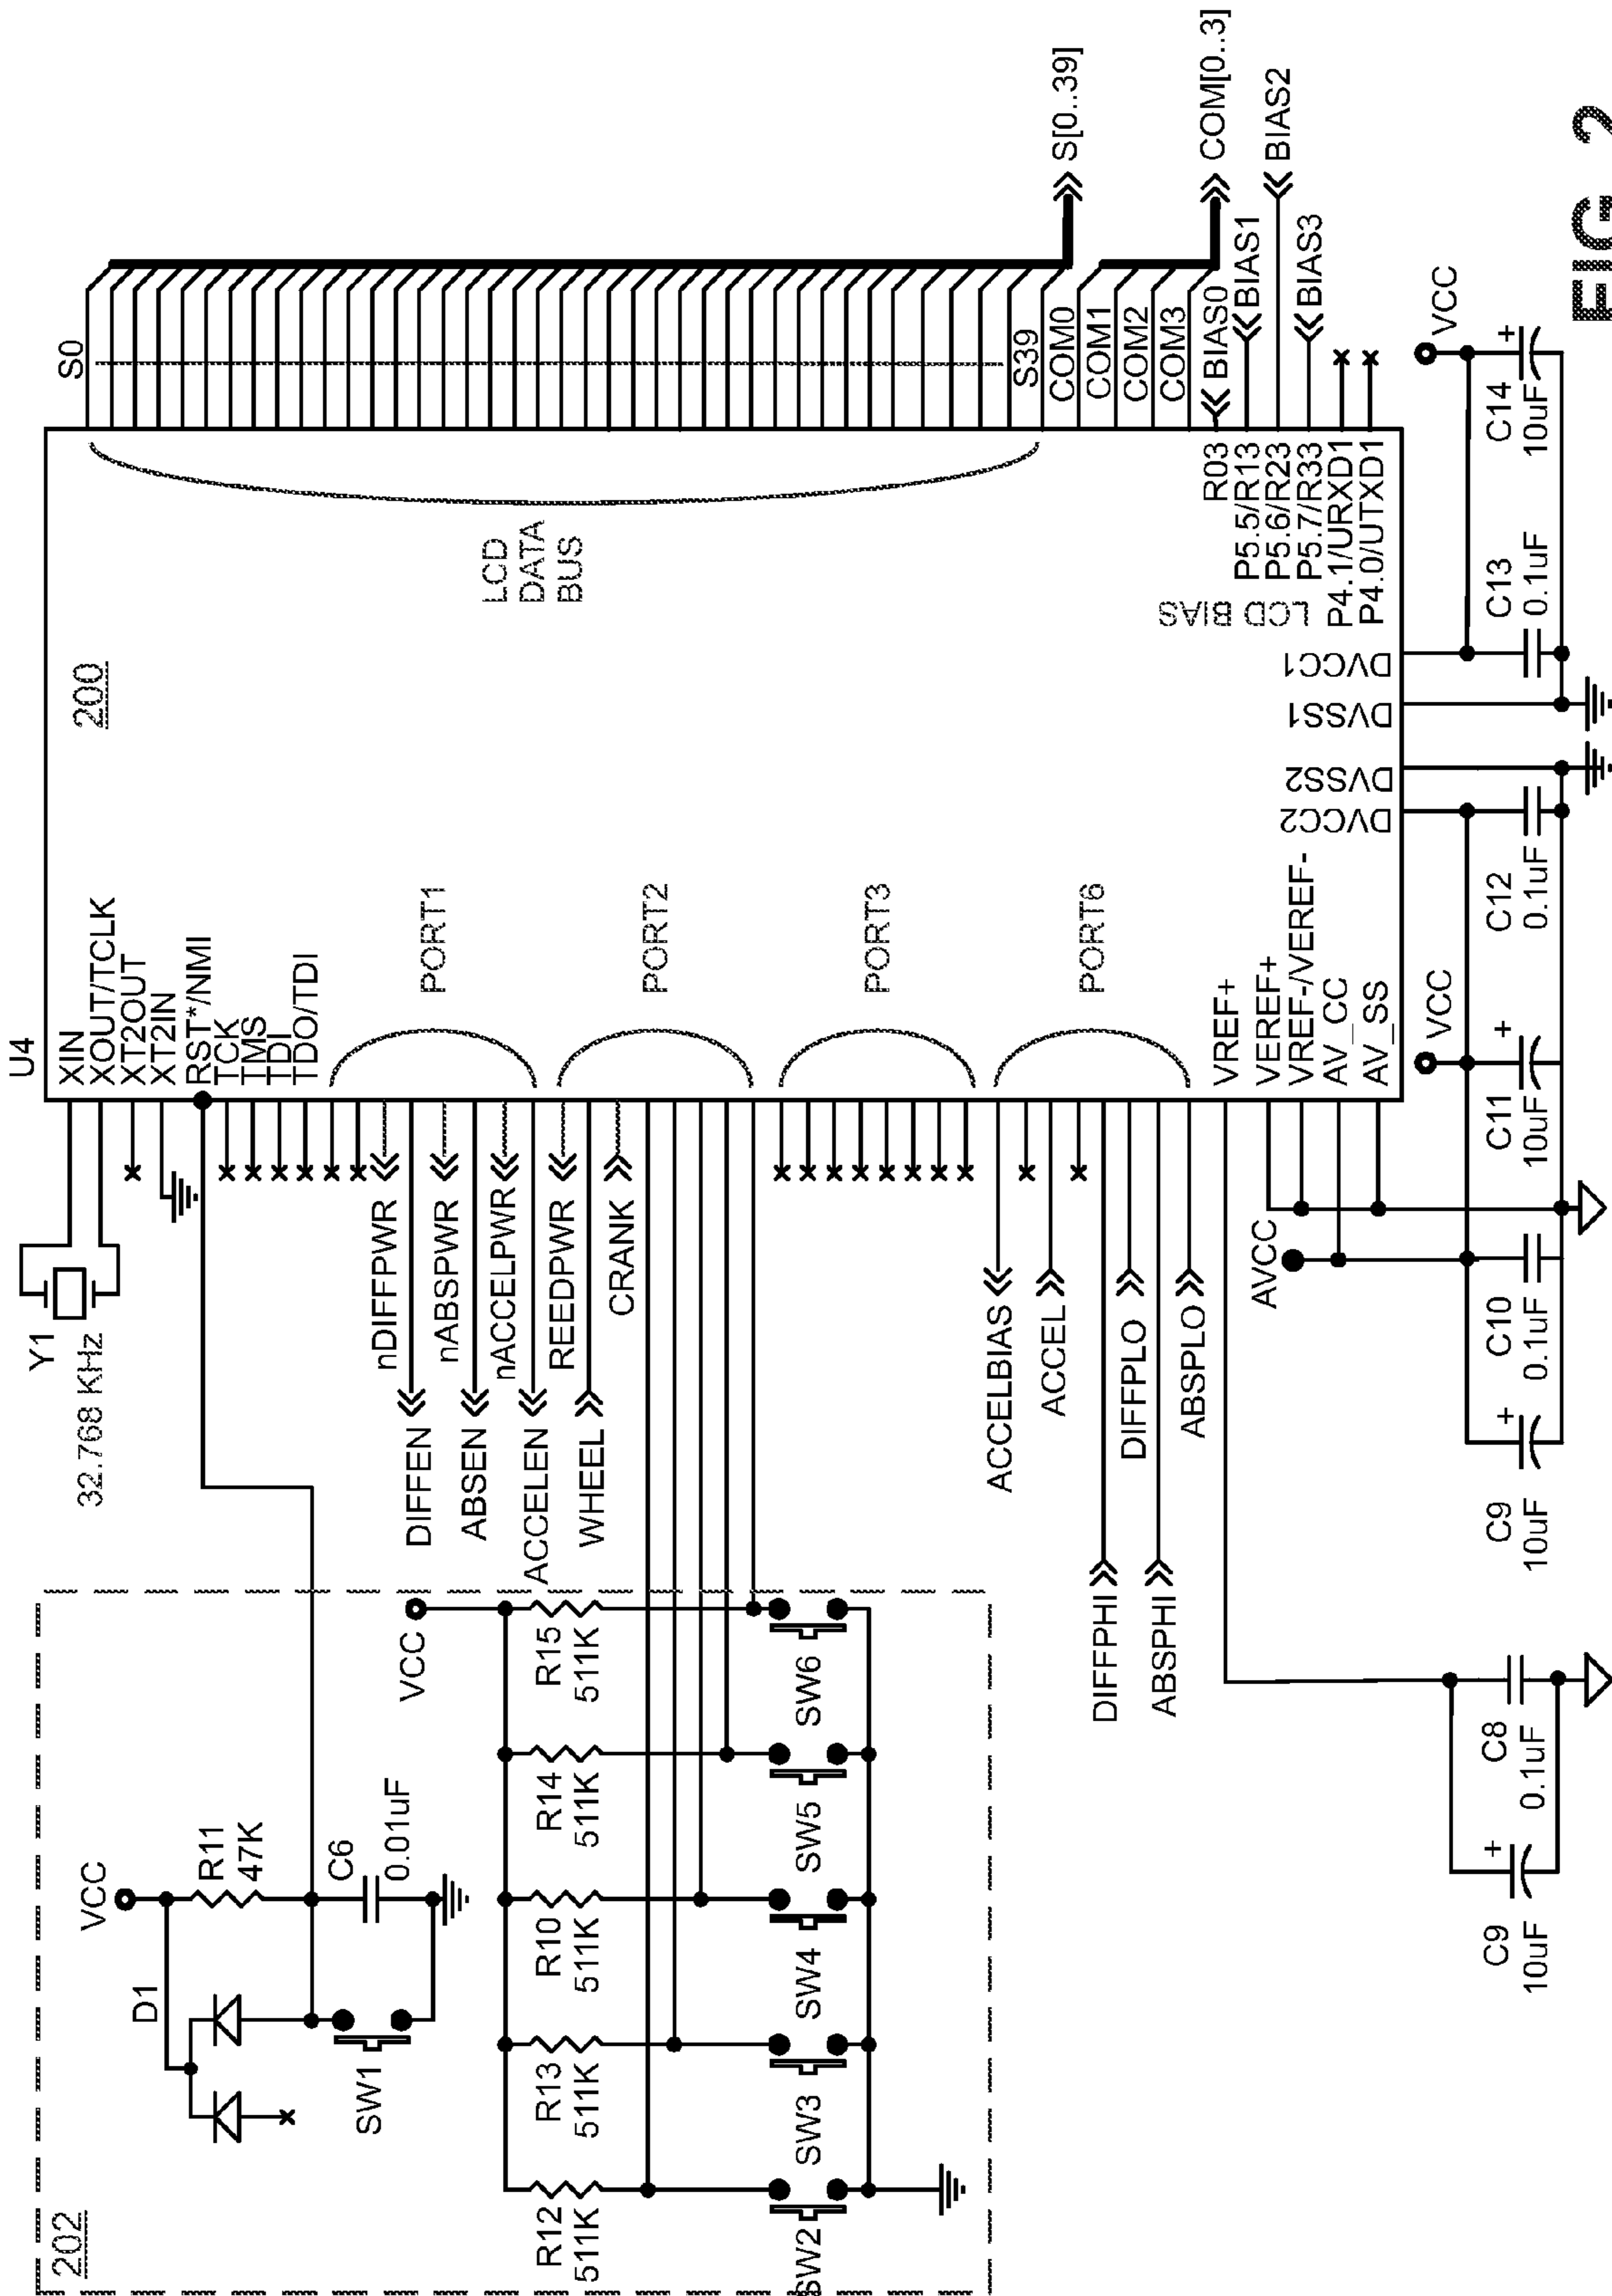 U4
200
XIN
XOUT/TCLK
XT2OUT
XT2IN
RST*/NMI
TCK
TMS
TDI
TDO/TDI
PORT1
PORT2
PORT3
PORT6
VREF+
VEREF+
VREF-/VEREF-
AV_CC
AV_SS
DVCC2
DVSS2
DVSS1
DVCC1
LCD
DATA
BUS
LCD BIAS
R03
P5.5/R13
P5.6/R23
P5.7/R33
P4.1/URXD1
P4.0/UTXD1
S0
S39
COM0
COM1
COM2
COM3
BIAS0
BIAS1
BIAS2
BIAS3
S[0..39]
COM[0..3]
Y1
32.768 KHz
nDIFFPWR
DIFFEN
nABSPWR
ABSEN
nACCELPWR
ACCELEN
REEDPWR
WHEEL
CRANK
ACCELBIAS
ACCEL
DIFFPHI
DIFFPLO
ABSPHI
ABSPLO
202
VCC
D1
R11
47K
C6
0.01uF
SW1
VCC
R12
511K
R13
511K
R10
511K
R14
511K
R15
511K
SW2
SW3
SW4
SW5
SW6
C9
10uF
C8
0.1uF
C9
10uF
C10
0.1uF
AVCC
C11
10uF
VCC
C12
0.1uF
C13
0.1uF
C14
10uF
VCC
FIG 2